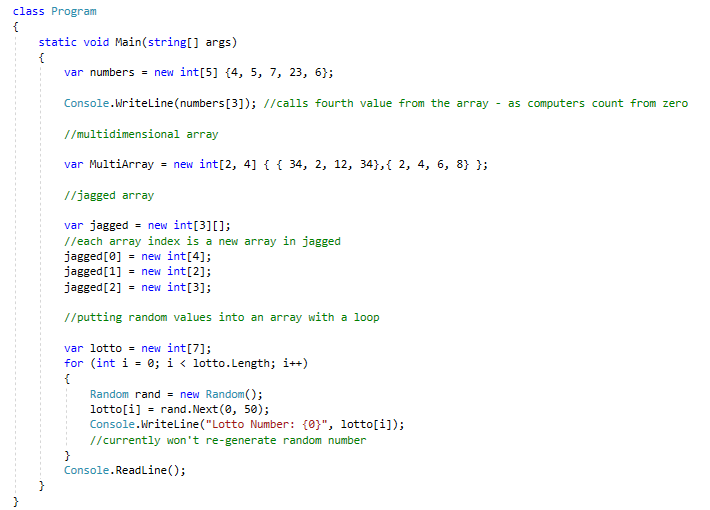 class Program
{
static void Main(string[] args)
{
var numbers = new int[5] {4, 5, 7, 23, 6};
Console.WriteLine(numbers[3]); //calls fourth value from the array - as computers count from zero
//multidimensional array
var MultiArray = new int[2, 4] { { 34, 2, 12, 34},{ 2, 4, 6, 8} };
//jagged array
var jagged = new int[3][];
//each array index is a new array in jagged
jagged[0] = new int[4];
jagged[1] = new int[2];
jagged[2] = new int[3];
//putting random values into an array with a loop
var lotto = new int[7];
for (int i = 0; i < lotto.Length; i++)
{
Random rand = new Random();
lotto[i] = rand.Next(0, 50);
Console.WriteLine("Lotto Number: {0}", lotto[i]);
//currently won't re-generate random number
}
Console.ReadLine();
}
}